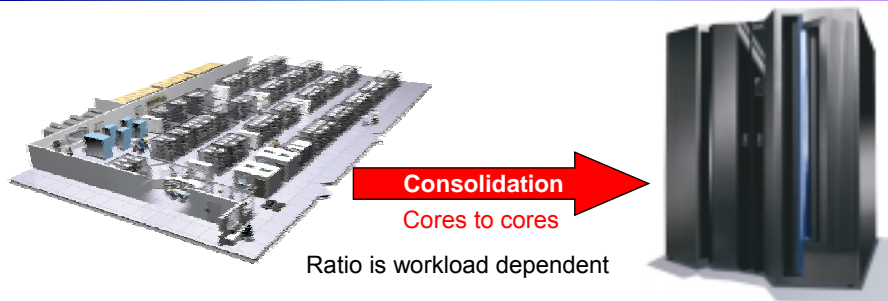 Consolidation
Cores to cores
Ratio is workload dependent